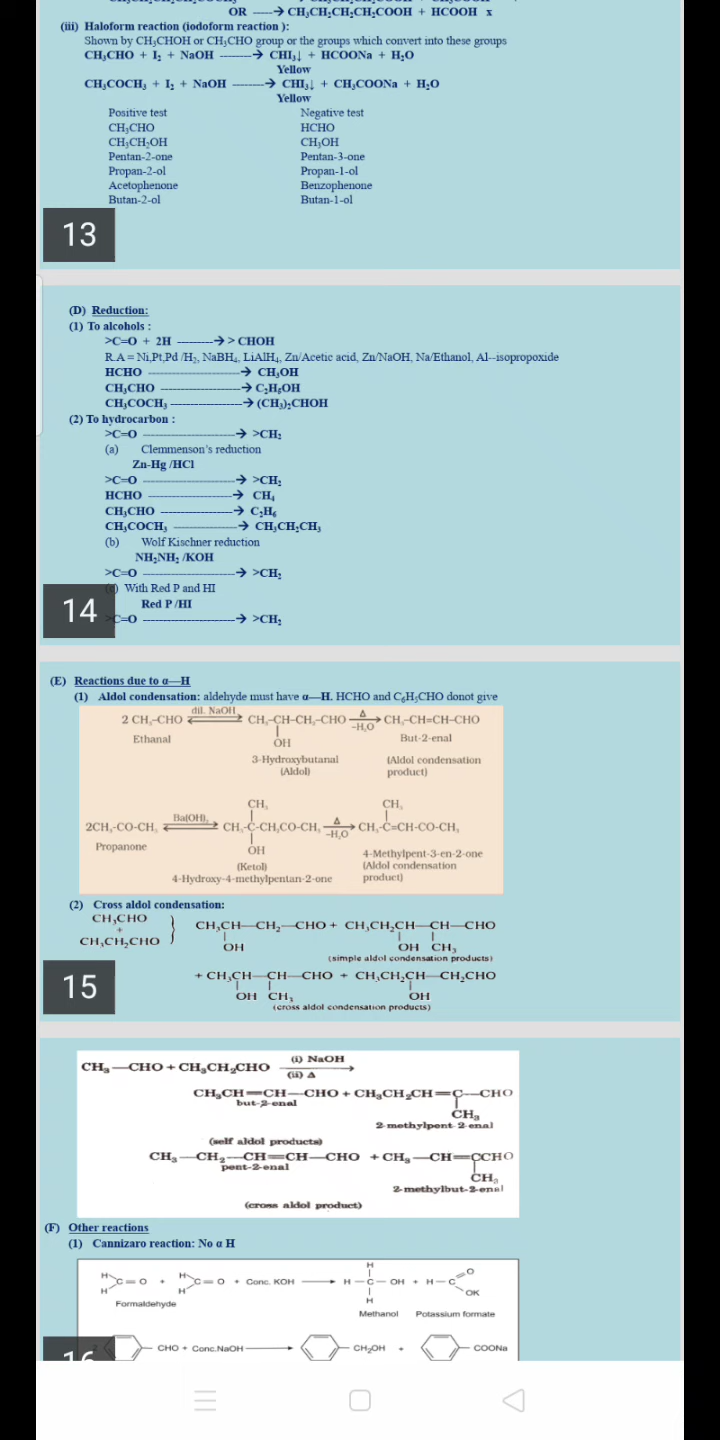 OR -----→ CH₃CH₂CH₂CH₂COOH + HCOOH x
(iii) Haloform reaction (iodoform reaction ):
Shown by CH₃CHOH or CH₃CHO group or the groups which convert into these groups
CH₃CHO + I₂ + NaOH --------→ CHI₃↓ + HCOONa + H₂O
Yellow
CH₃COCH₃ + I₂ + NaOH --------→ CHI₃↓ + CH₃COONa + H₂O
Yellow
Positive test Negative test
CH₃CHO HCHO
CH₃CH₂OH CH₃OH
Pentan-2-one Pentan-3-one
Propan-2-ol Propan-1-ol
Acetophenone Benzophenone
Butan-2-ol Butan-1-ol
13
(D) Reduction:
(1) To alcohols :
>C=O + 2H ---------→ > CHOH
R.A = Ni,Pt,Pd /H₂, NaBH₄, LiAlH₄, Zn/Acetic acid, Zn/NaOH, Na/Ethanol, Al--isopropoxide
HCHO -----------------------→ CH₃OH
CH₃CHO --------------------→ C₂H₅OH
CH₃COCH₃ ------------------→ (CH₃)₂CHOH
(2) To hydrocarbon :
>C=O -----------------------→ >CH₂
(a) Clemmenson's reduction
Zn-Hg /HCl
>C=O -----------------------→ >CH₂
HCHO ---------------------→ CH₄
CH₃CHO ------------------→ C₂H₆
CH₃COCH₃ ----------------→ CH₃CH₂CH₃
(b) Wolf Kischner reduction
NH₂NH₂ /KOH
>C=O -----------------------→ >CH₂
) With Red P and HI
Red P /HI
14 >C=O -----------------------→ >CH₂
(E) Reactions due to α—H
(1) Aldol condensation: aldehyde must have α—H. HCHO and C₆H₅CHO donot give
dil. NaOH
2 CH₃-CHO ⇌ CH₃-CH-CH₂-CHO Δ → -H₂O CH₃-CH=CH-CHO
Ethanal OH But-2-enal
3-Hydroxybutanal (Aldol condensation
(Aldol) product)
CH₃ CH₃
2CH₃-CO-CH₃ Ba(OH)₂ ⇌ CH₃-C-CH₂CO-CH₃ Δ → -H₂O CH₃-C=CH-CO-CH₃
Propanone OH 4-Methylpent-3-en-2-one
(Ketol) (Aldol condensation
4-Hydroxy-4-methylpentan-2-one product)
(2) Cross aldol condensation:
CH₃CHO
+ } CH₃CH—CH₂—CHO + CH₃CH₂CH—CH—CHO
CH₃CH₂CHO OH OH CH₃
(simple aldol condensation products)
+ CH₃CH—CH—CHO + CH₃CH₂CH—CH₂CHO
15 OH CH₃ OH
(cross aldol condensation products)
CH₃—CHO + CH₃CH₂CHO (i) NaOH → (ii) Δ
CH₃CH=CH—CHO + CH₃CH₂CH=C—CHO
but-2-enal CH₃
2-methylpent-2-enal
(self aldol products)
CH₃—CH₂—CH=CH—CHO + CH₃—CH=CCHO
pent-2-enal CH₃
2-methylbut-2-enal
(cross aldol product)
(F) Other reactions
(1) Cannizaro reaction: No α H
H H H O
C=O + C=O + Conc. KOH → H—C—OH + H—C
H H H OK
Formaldehyde Methanol Potassium formate
CHO + Conc.NaOH → CH₂OH + COONa